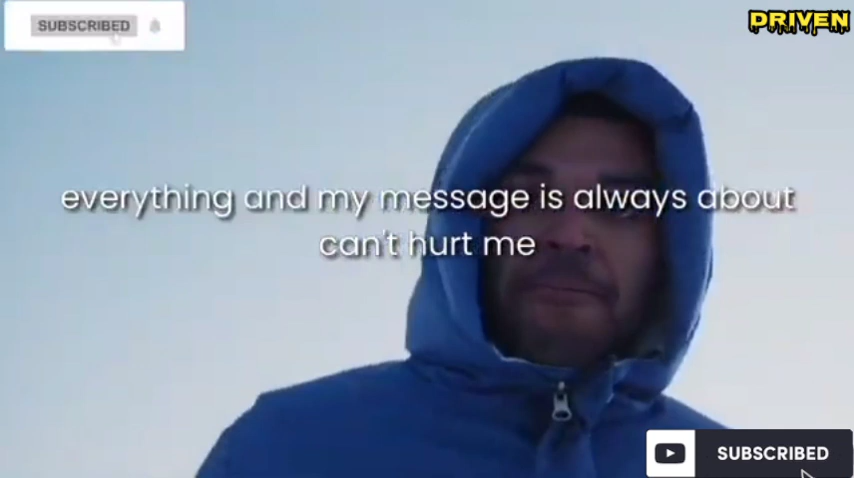 SUBSCRIBED
DRIVEN
everything and my message is always about
can't hurt me
SUBSCRIBED